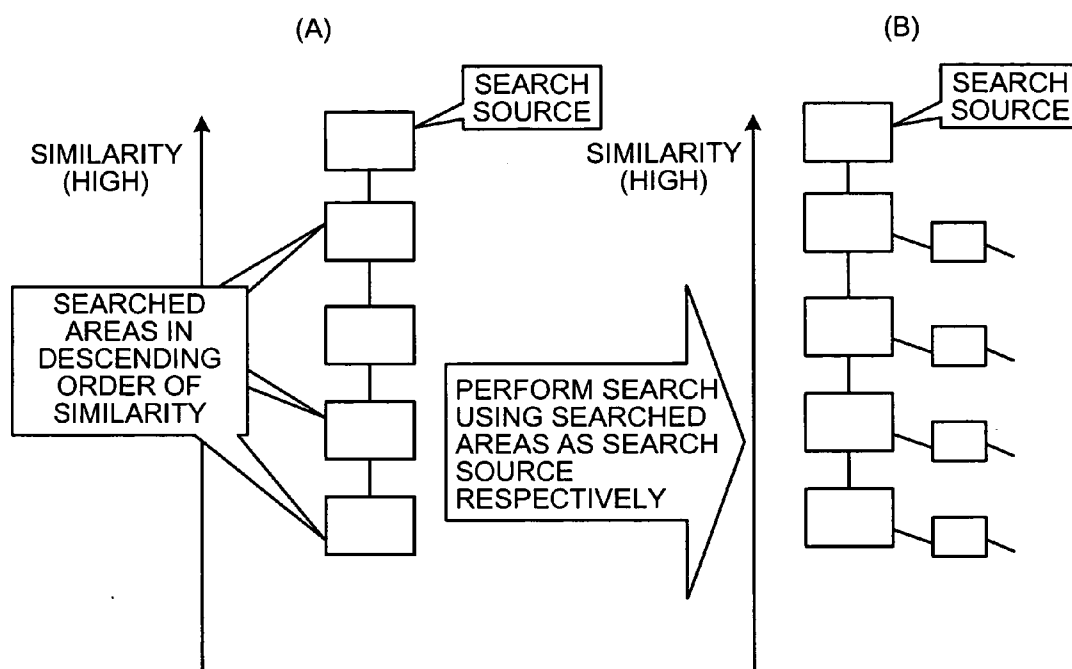 (A)
SEARCH
SOURCE
SIMILARITY
(HIGH)
SEARCHED
AREAS IN
DESCENDING
ORDER OF
SIMILARITY
PERFORM SEARCH
USING SEARCHED
AREAS AS SEARCH
SOURCE
RESPECTIVELY
(B)
SEARCH
SOURCE
SIMILARITY
(HIGH)